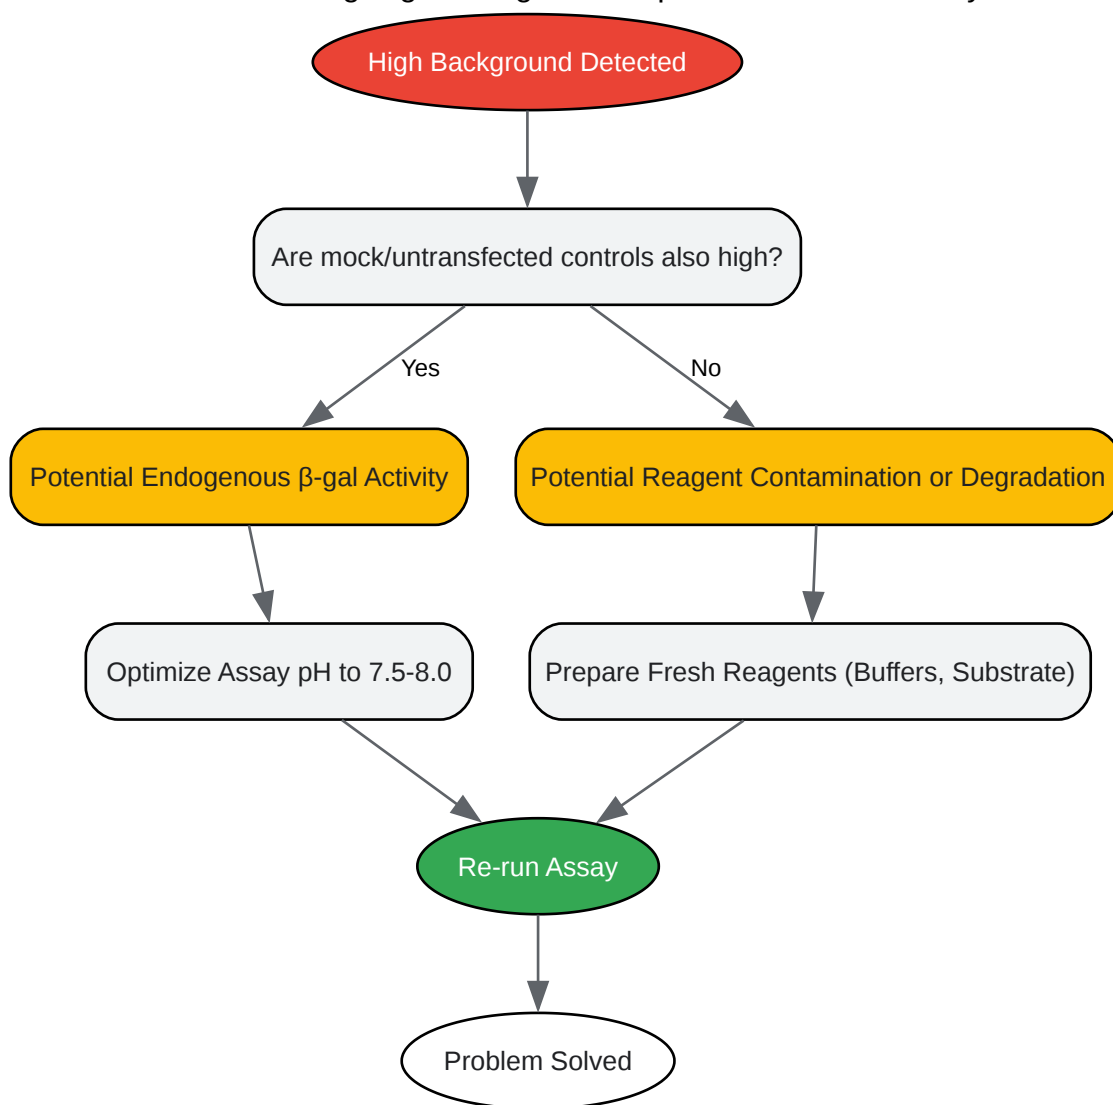 High Background Detected
Are mock/untransfected controls also high?
Yes
No
Potential Endogenous β-gal Activity
Potential Reagent Contamination or Degradation
Optimize Assay pH to 7.5-8.0
Prepare Fresh Reagents (Buffers, Substrate)
Re-run Assay
Problem Solved